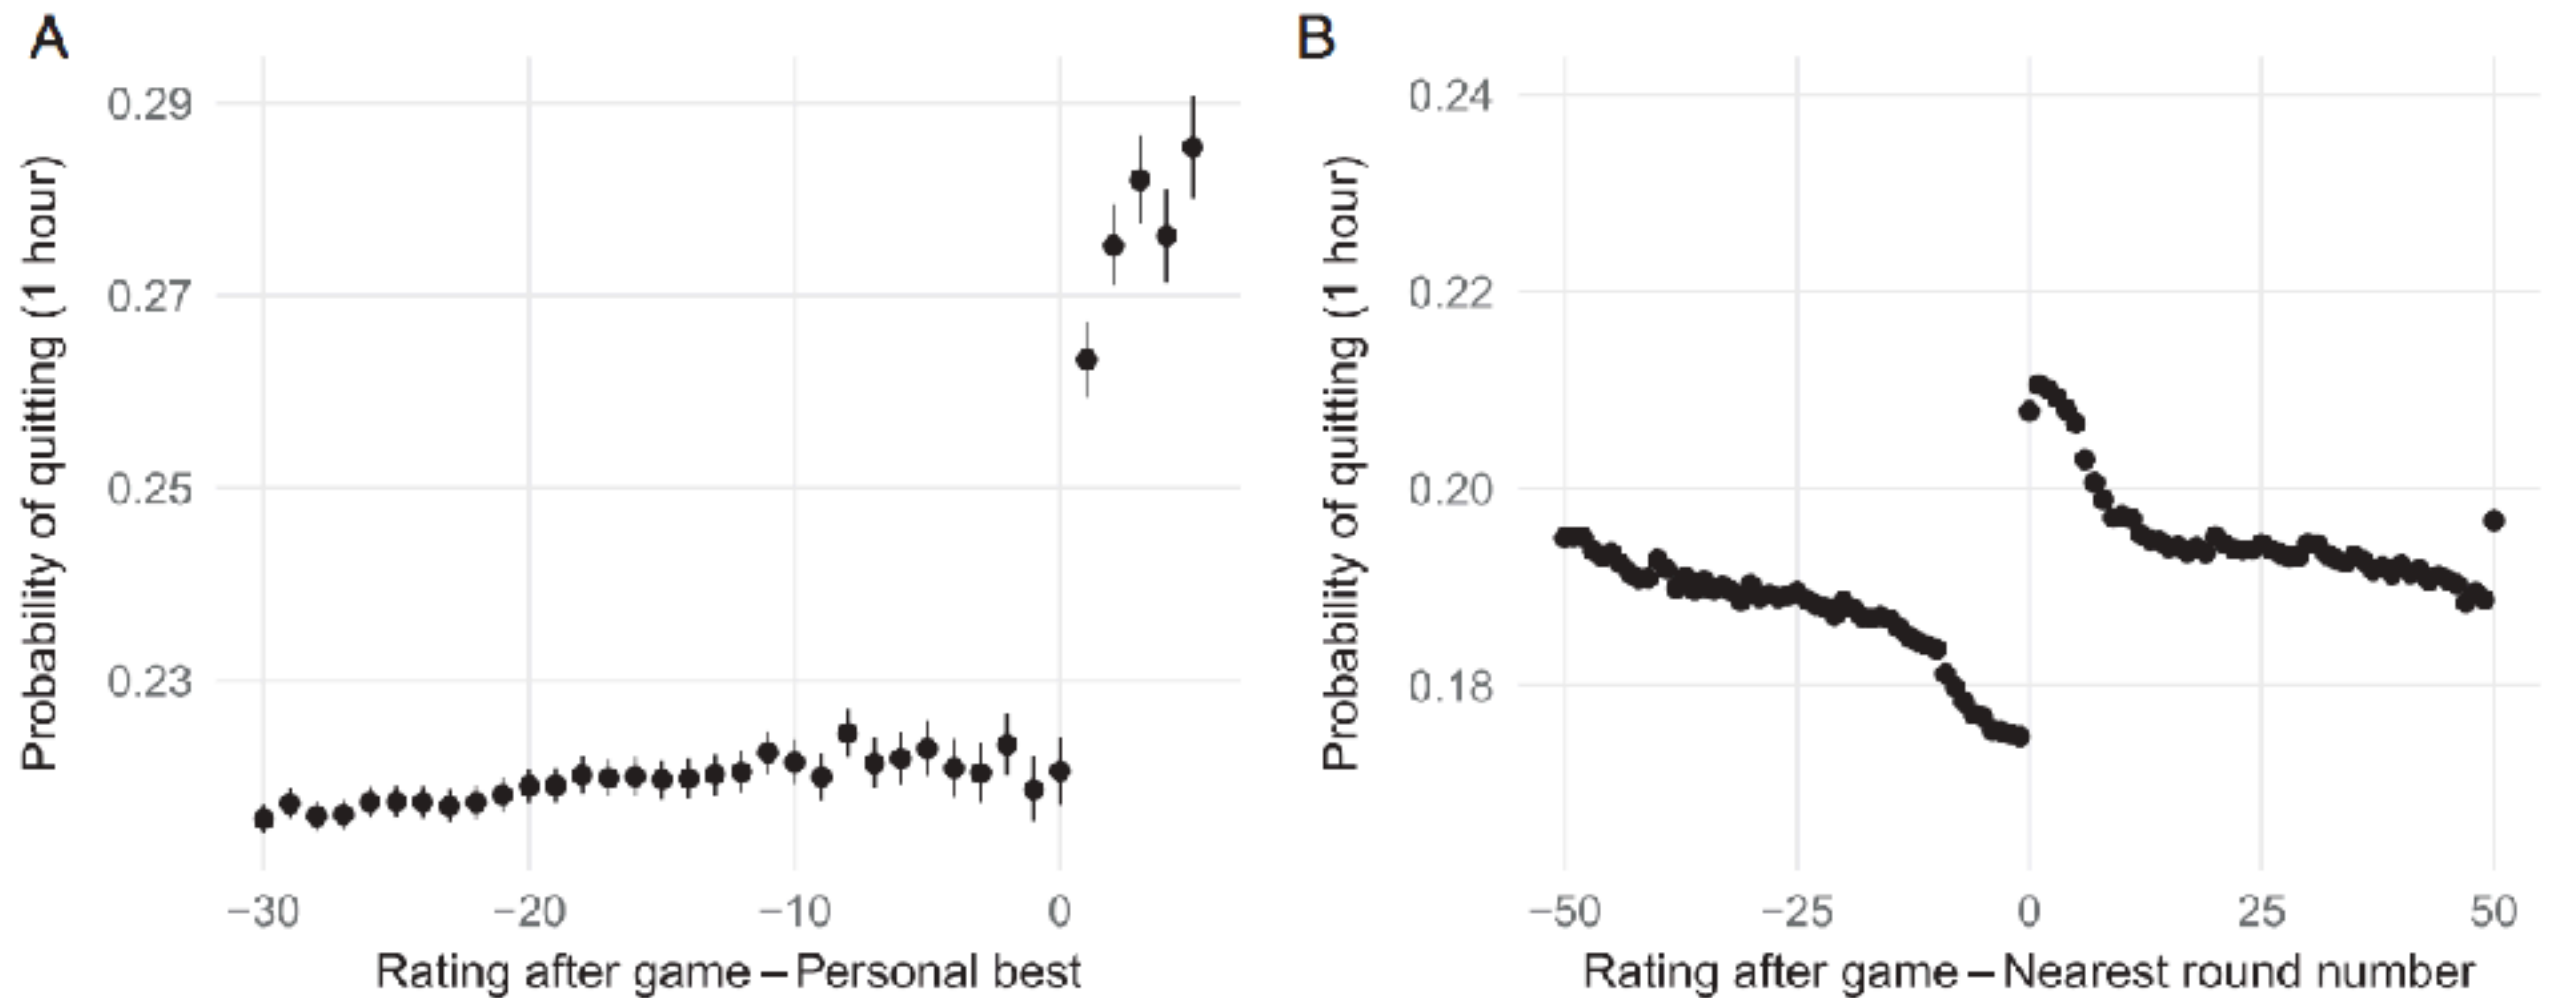 A
Probability of quitting (1 hour)
0.29
0.27
0.25
0.23
−30 −20 −10 0
Rating after game – Personal best
B
Probability of quitting (1 hour)
0.24
0.22
0.20
0.18
−50 −25 0 25 50
Rating after game – Nearest round number